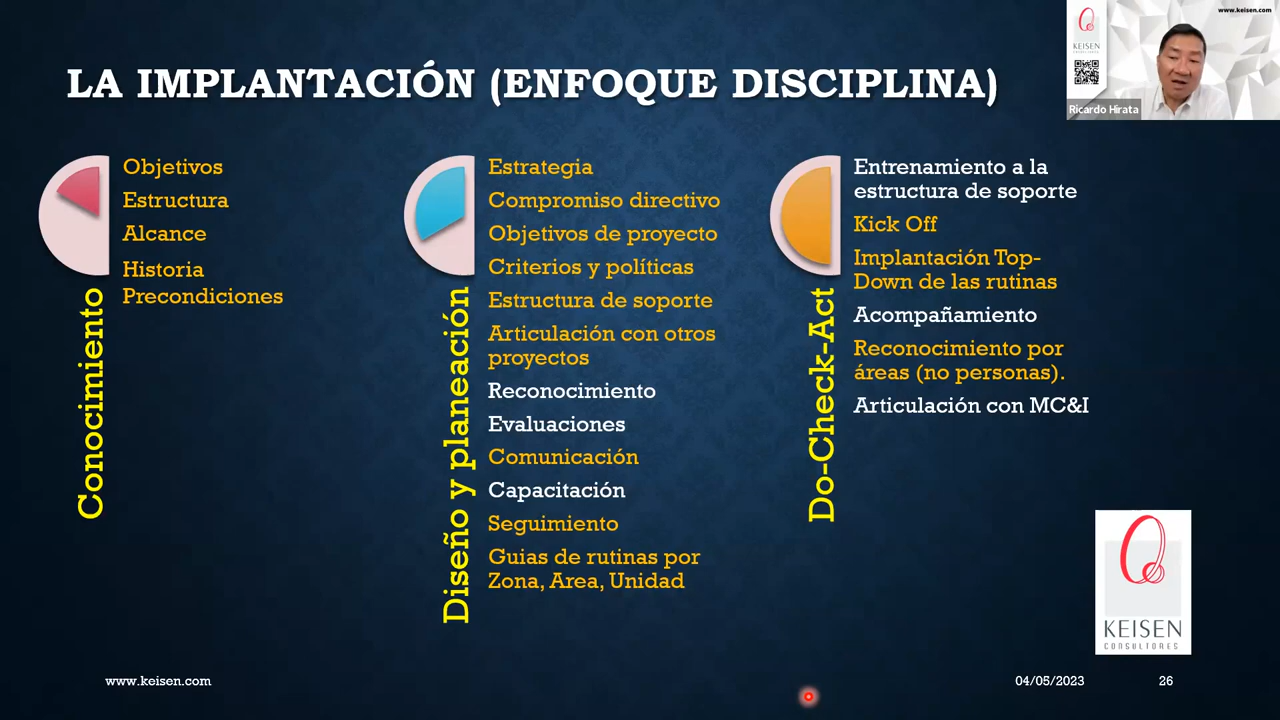 www.keisen.com
KEISEN
CONSULTORES
Ricardo Hirata
LA IMPLANTACIÓN (ENFOQUE DISCIPLINA)
Conocimiento
Objetivos
Estructura
Alcance
Historia
Precondiciones
Diseño y planeación
Estrategia
Compromiso directivo
Objetivos de proyecto
Criterios y políticas
Estructura de soporte
Articulación con otros
proyectos
Reconocimiento
Evaluaciones
Comunicación
Capacitación
Seguimiento
Guias de rutinas por
Zona, Area, Unidad
Do-Check-Act
Entrenamiento a la
estructura de soporte
Kick Off
Implantación Top-
Down de las rutinas
Acompañamiento
Reconocimiento por
áreas (no personas).
Articulación con MC&I
KEISEN
CONSULTORES
www.keisen.com
04/05/2023
26